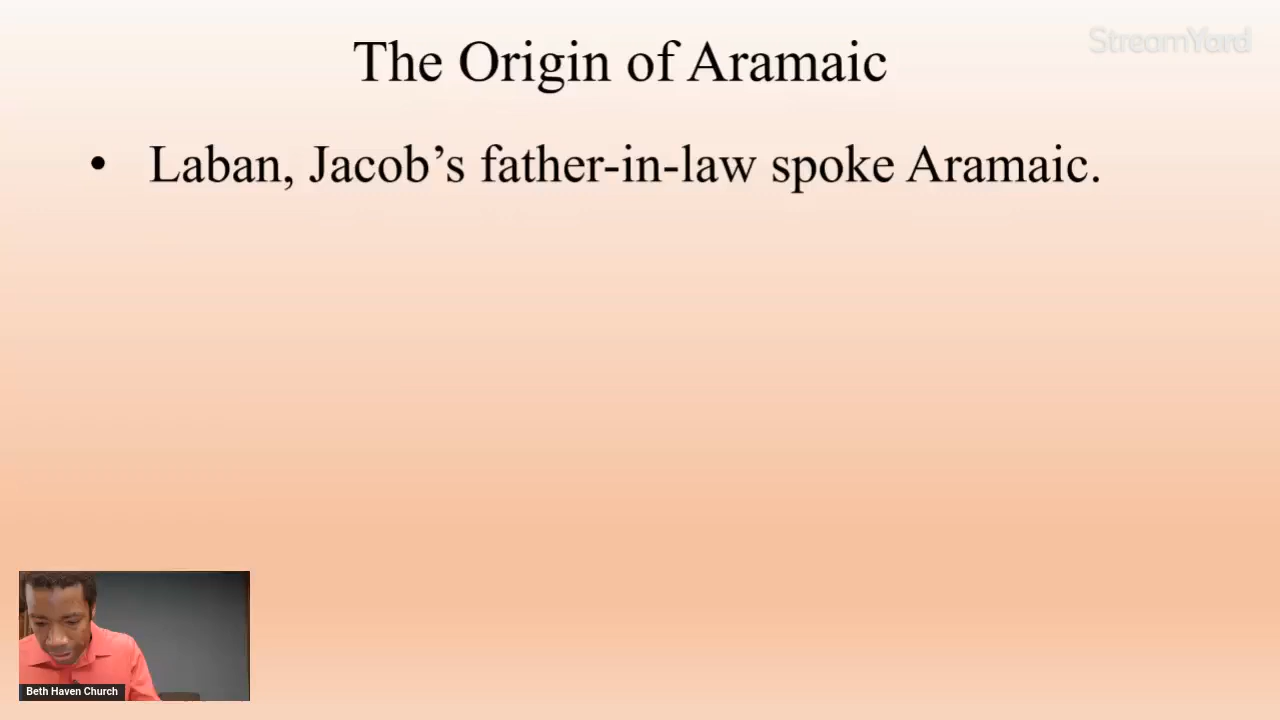 The Origin of Aramaic
StreamYard
• Laban, Jacob’s father-in-law spoke Aramaic.
Beth Haven Church